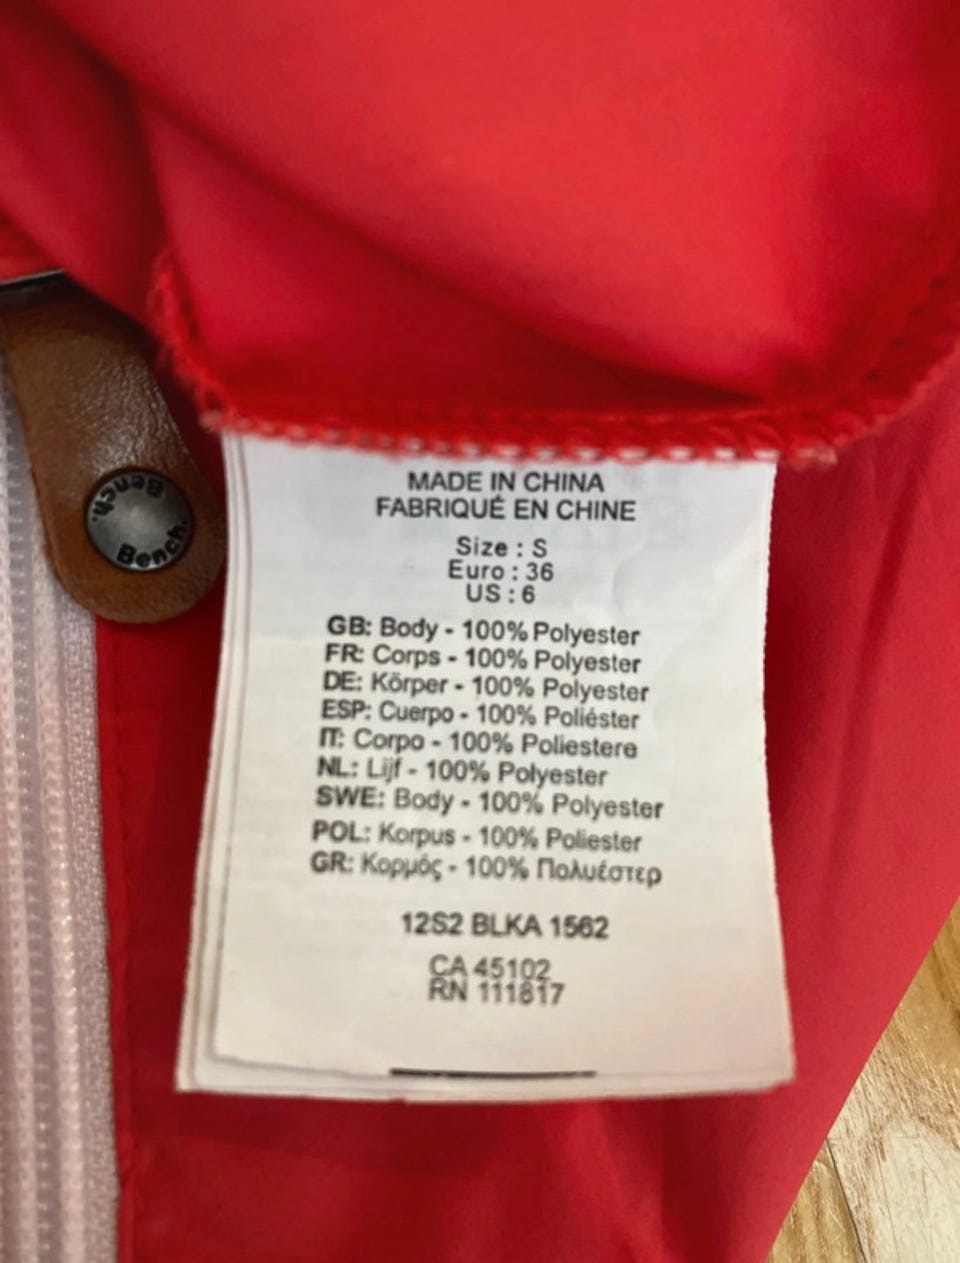 MADE IN CHINA
FABRIQUÉ EN CHINE
Size : S
Euro : 36
US : 6
GB: Body - 100% Polyester
FR: Corps - 100% Polyester
DE: Körper - 100% Polyester
ESP: Cuerpo - 100% Poliéster
IT: Corpo - 100% Poliestere
NL: Lijf - 100% Polyester
SWE: Body - 100% Polyester
POL: Korpus - 100% Poliester
GR: Κορμός - 100% Πολυέστερ
12S2 BLKA 1562
CA 45102
RN 111817
Bench.
Bench.